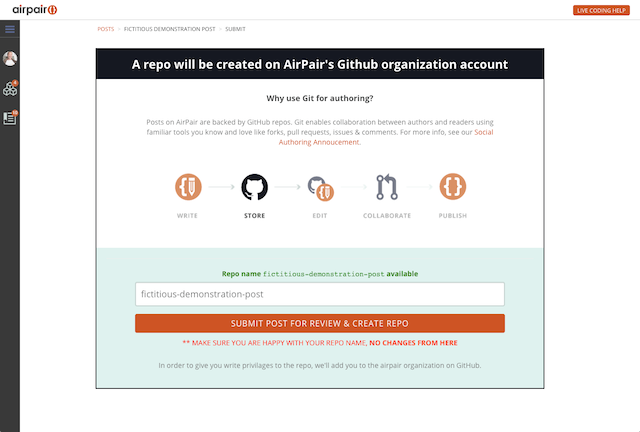 airpair
LIVE CODING HELP
POSTS > FICTITIOUS DEMONSTRATION POST > SUBMIT
A repo will be created on AirPair's Github organization account
Why use Git for authoring?
Posts on AirPair are backed by GitHub repos. Git enables collaboration between authors and readers using
familiar tools you know and love like forks, pull requests, issues & comments. For more info, see our Social
Authoring Annoucement.
WRITE STORE EDIT COLLABORATE PUBLISH
Repo name fictitious-demonstration-post available
fictitious-demonstration-post
SUBMIT POST FOR REVIEW & CREATE REPO
** MAKE SURE YOU ARE HAPPY WITH YOUR REPO NAME, NO CHANGES FROM HERE
In order to give you write privilages to the repo, we'll add you to the airpair organization on GitHub.